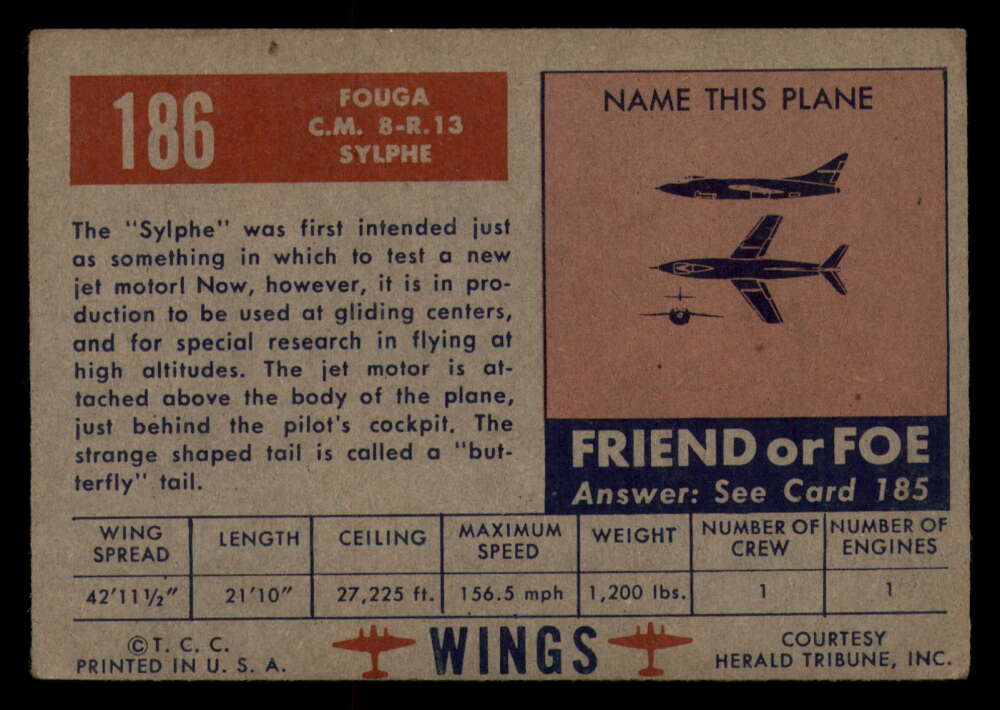 186
FOUGA
C.M. 8-R.13
SYLPHE
The "Sylphe" was first intended just
as something in which to test a new
jet motor! Now, however, it is in pro-
duction to be used at gliding centers,
and for special research in flying at
high altitudes. The jet motor is at-
tached above the body of the plane,
just behind the pilot's cockpit. The
strange shaped tail is called a "but-
terfly" tail.
NAME THIS PLANE
FRIEND or FOE
Answer: See Card 185
WING SPREAD LENGTH CEILING MAXIMUM SPEED WEIGHT NUMBER OF CREW NUMBER OF ENGINES
42'11½" 21'10" 27,225 ft. 156.5 mph 1,200 lbs. 1 1
© T. C. C.
PRINTED IN U. S. A.
WINGS
COURTESY
HERALD TRIBUNE, INC.